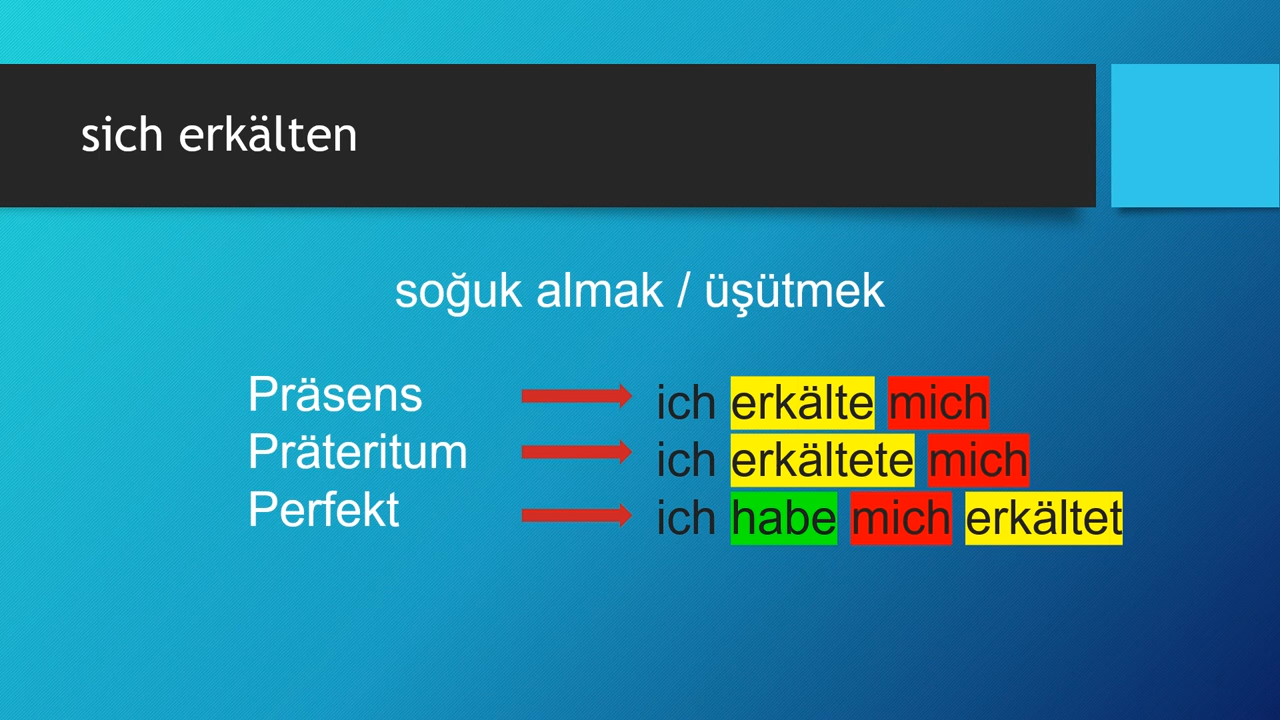 sich erkälten
soğuk almak / üşütmek
Präsens ich erkälte mich
Präteritum ich erkältete mich
Perfekt ich habe mich erkältet